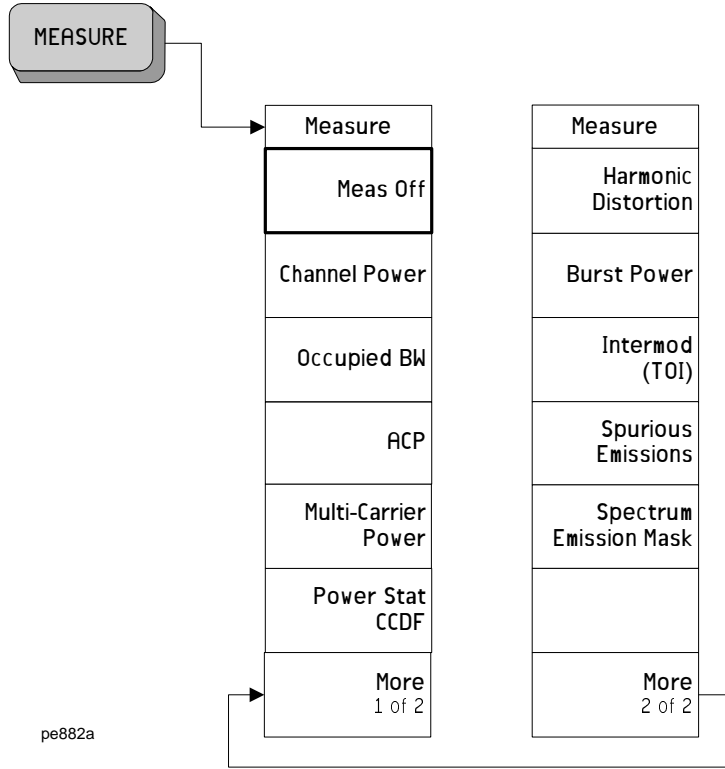 MEASURE
Measure
Meas Off
Channel Power
Occupied BW
ACP
Multi-Carrier
Power
Power Stat
CCDF
More
1 of 2
Measure
Harmonic
Distortion
Burst Power
Intermod
(TOI)
Spurious
Emissions
Spectrum
Emission Mask
More
2 of 2
pe882a